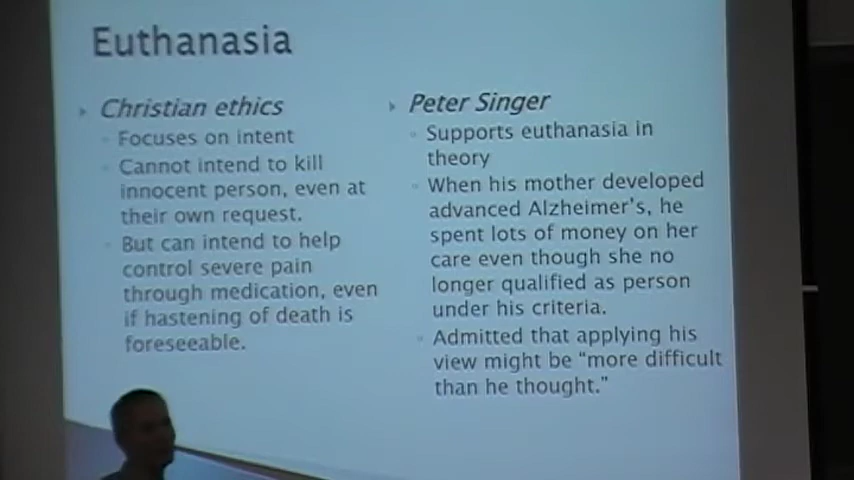 Euthanasia
Christian ethics
Focuses on intent
Cannot intend to kill
innocent person, even at
their own request.
But can intend to help
control severe pain
through medication, even
if hastening of death is
foreseeable.
Peter Singer
Supports euthanasia in
theory
When his mother developed
advanced Alzheimer's, he
spent lots of money on her
care even though she no
longer qualified as person
under his criteria.
Admitted that applying his
view might be "more difficult
than he thought."